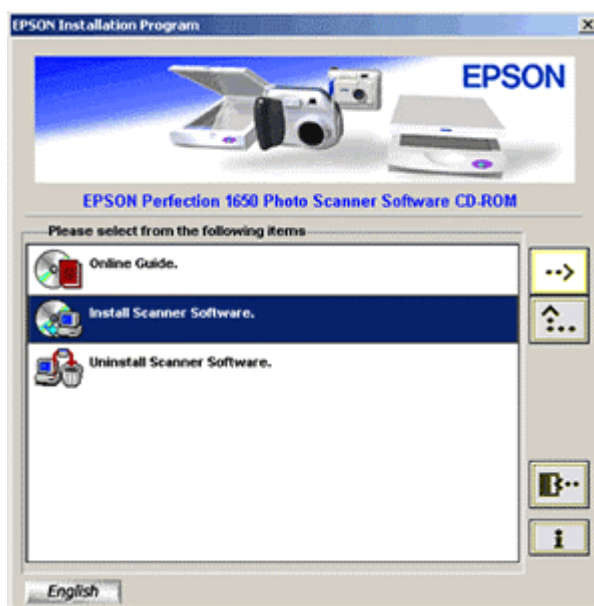 EPSON Installation Program
EPSON
EPSON Perfection 1650 Photo Scanner Software CD-ROM
Please select from the following items
Online Guide.
Install Scanner Software.
Uninstall Scanner Software.
English